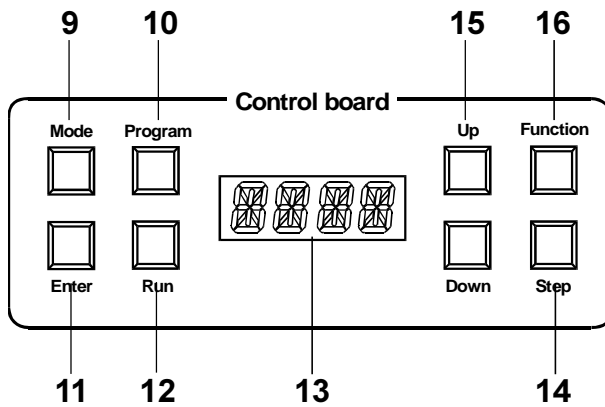 9 10 15 16
Control board
Mode Program Up Function
Enter Run Down Step
11 12 13 14